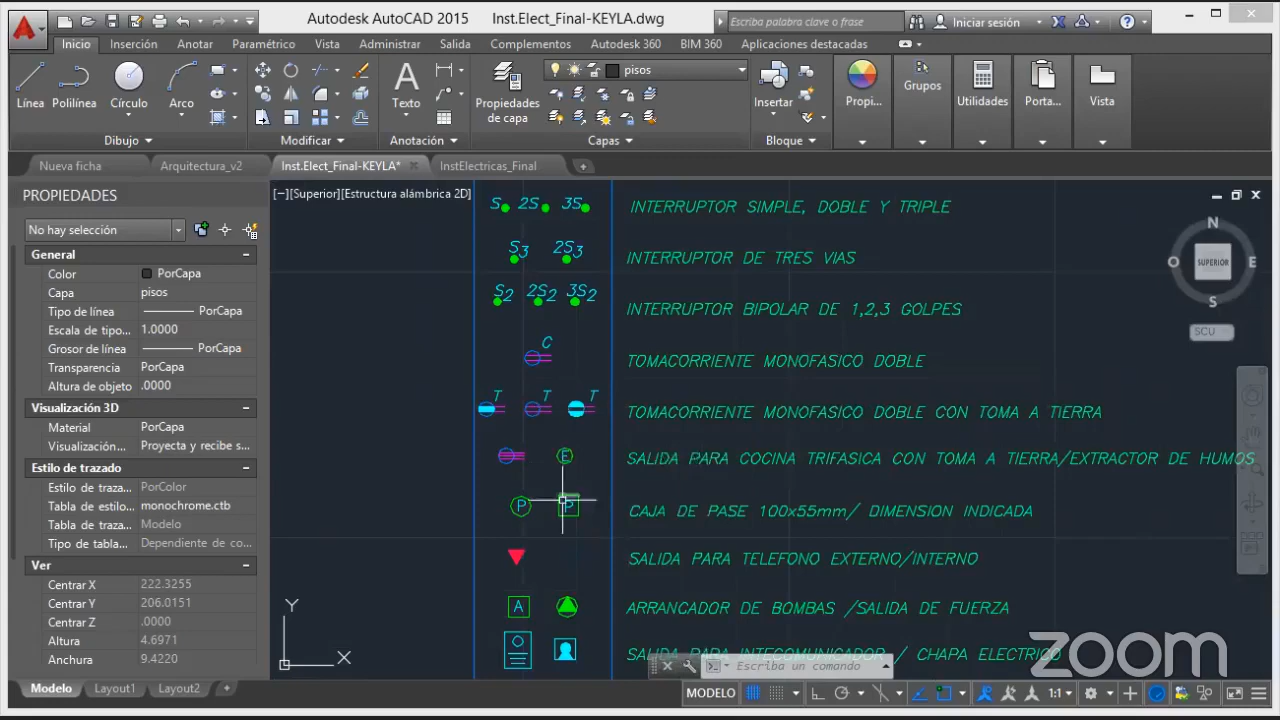 Autodesk AutoCAD 2015 Inst.Elect_Final-KEYLA.dwg
Escriba palabra clave o frase
Iniciar sesión
Inicio Inserción Anotar Paramétrico Vista Administrar Salida Complementos Autodesk 360 BIM 360 Aplicaciones destacadas
pisos
Línea Polilínea Círculo Arco
Texto
Propiedades de capa
Insertar
Propi... Grupos Utilidades Porta... Vista
Dibujo Modificar Anotación Capas Bloque
Nueva ficha Arquitectura_v2 Inst.Elect_Final-KEYLA* InstElectricas_Final
PROPIEDADES
[−][Superior][Estructura alámbrica 2D]
No hay selección
General
Color PorCapa
Capa pisos
Tipo de línea PorCapa
Escala de tipo... 1.0000
Grosor de línea PorCapa
Transparencia PorCapa
Altura de objeto .0000
Visualización 3D
Material PorCapa
Visualización... Proyecta y recibe s...
Estilo de trazado
Estilo de traza... PorColor
Tabla de estilo... monochrome.ctb
Tabla de traza... Modelo
Tipo de tabla... Dependiente de co...
Ver
Centrar X 222.3255
Centrar Y 206.0151
Centrar Z .0000
Altura 4.6971
Anchura 9.4220
S 2S 3S INTERRUPTOR SIMPLE, DOBLE Y TRIPLE
S3 2S3 INTERRUPTOR DE TRES VIAS
S2 2S2 3S2 INTERRUPTOR BIPOLAR DE 1,2,3 GOLPES
C TOMACORRIENTE MONOFASICO DOBLE
T T T TOMACORRIENTE MONOFASICO DOBLE CON TOMA A TIERRA
E SALIDA PARA COCINA TRIFASICA CON TOMA A TIERRA/EXTRACTOR DE HUMOS
P P CAJA DE PASE 100x55mm/ DIMENSION INDICADA
SALIDA PARA TELEFONO EXTERNO/INTERNO
A ARRANCADOR DE BOMBAS /SALIDA DE FUERZA
SALIDA PARA INTECOMUNICADOR / CHAPA ELECTRICO
N
O SUPERIOR E
S
SCU
Y
X
zoom
Escriba un comando
Modelo Layout1 Layout2 +
MODELO 1:1